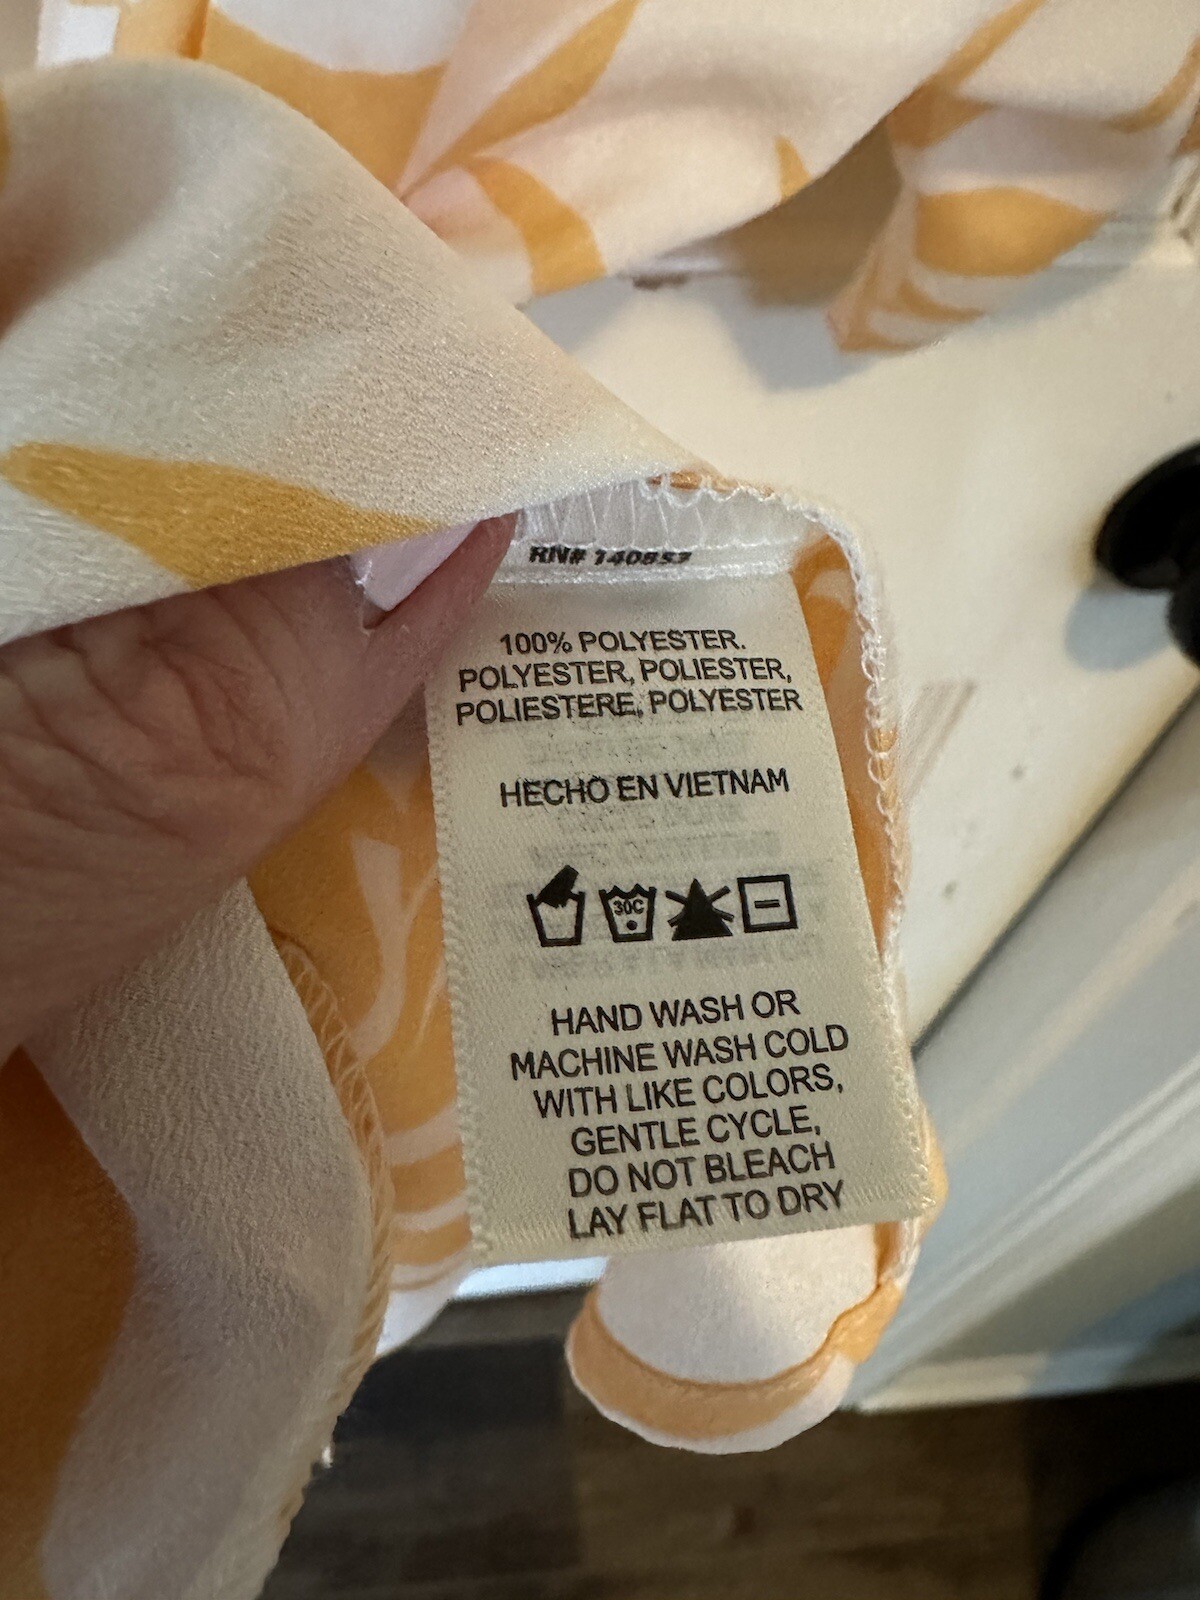 RN# 140857
100% POLYESTER.
POLYESTER, POLIESTER,
POLIESTERE, POLYESTER
HECHO EN VIETNAM
30C
HAND WASH OR
MACHINE WASH COLD
WITH LIKE COLORS,
GENTLE CYCLE,
DO NOT BLEACH
LAY FLAT TO DRY